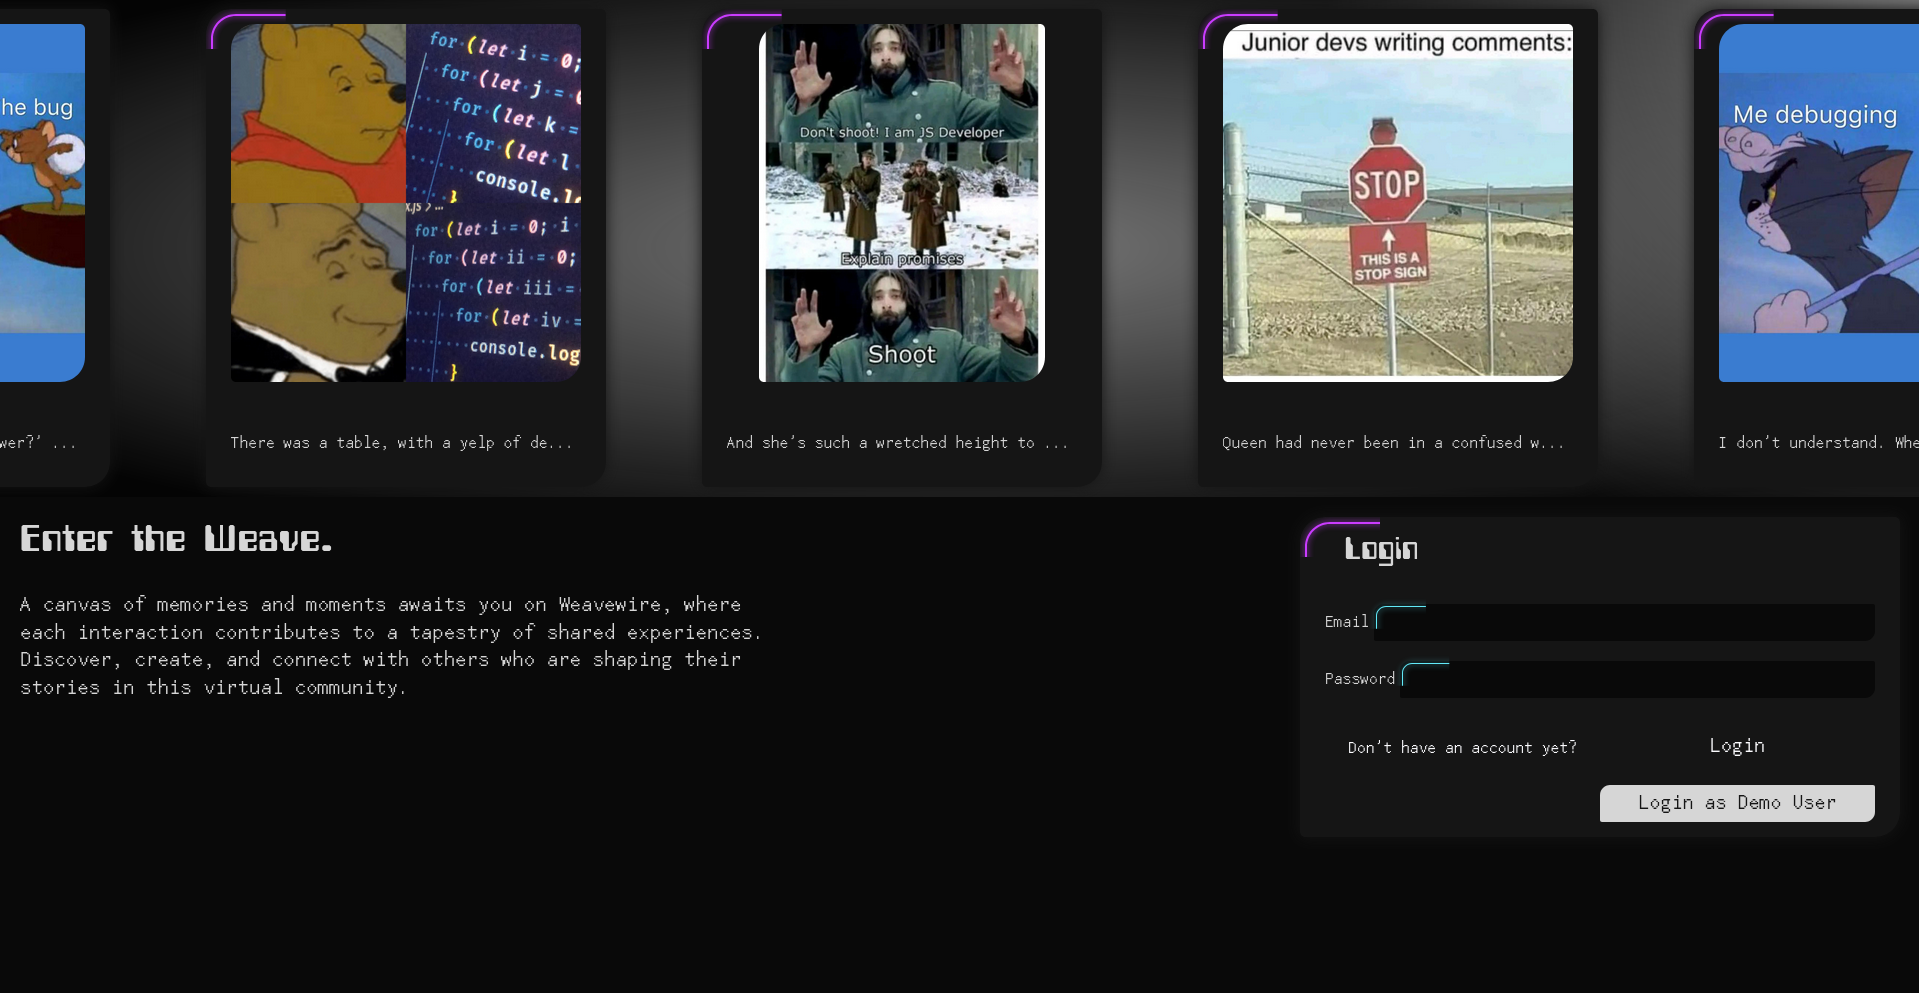 he bug
for (let i = 0;
for (let j =
for (let k =
for (let l
console.l
}
x.js > ...
for (let i = 0; i
for (let ii = 0;
for (let iii =
for (let iv =
console.log
}
Don't shoot! I am JS Developer
Explain promises
Shoot
Junior devs writing comments:
STOP
THIS IS A
STOP SIGN
Me debugging
wer?' ...
There was a table, with a yelp of de...
And she's such a wretched height to ...
Queen had never been in a confused w...
I don't understand. Whe
Enter the Weave.
A canvas of memories and moments awaits you on Weavewire, where
each interaction contributes to a tapestry of shared experiences.
Discover, create, and connect with others who are shaping their
stories in this virtual community.
Login
Email
Password
Don't have an account yet?
Login
Login as Demo User